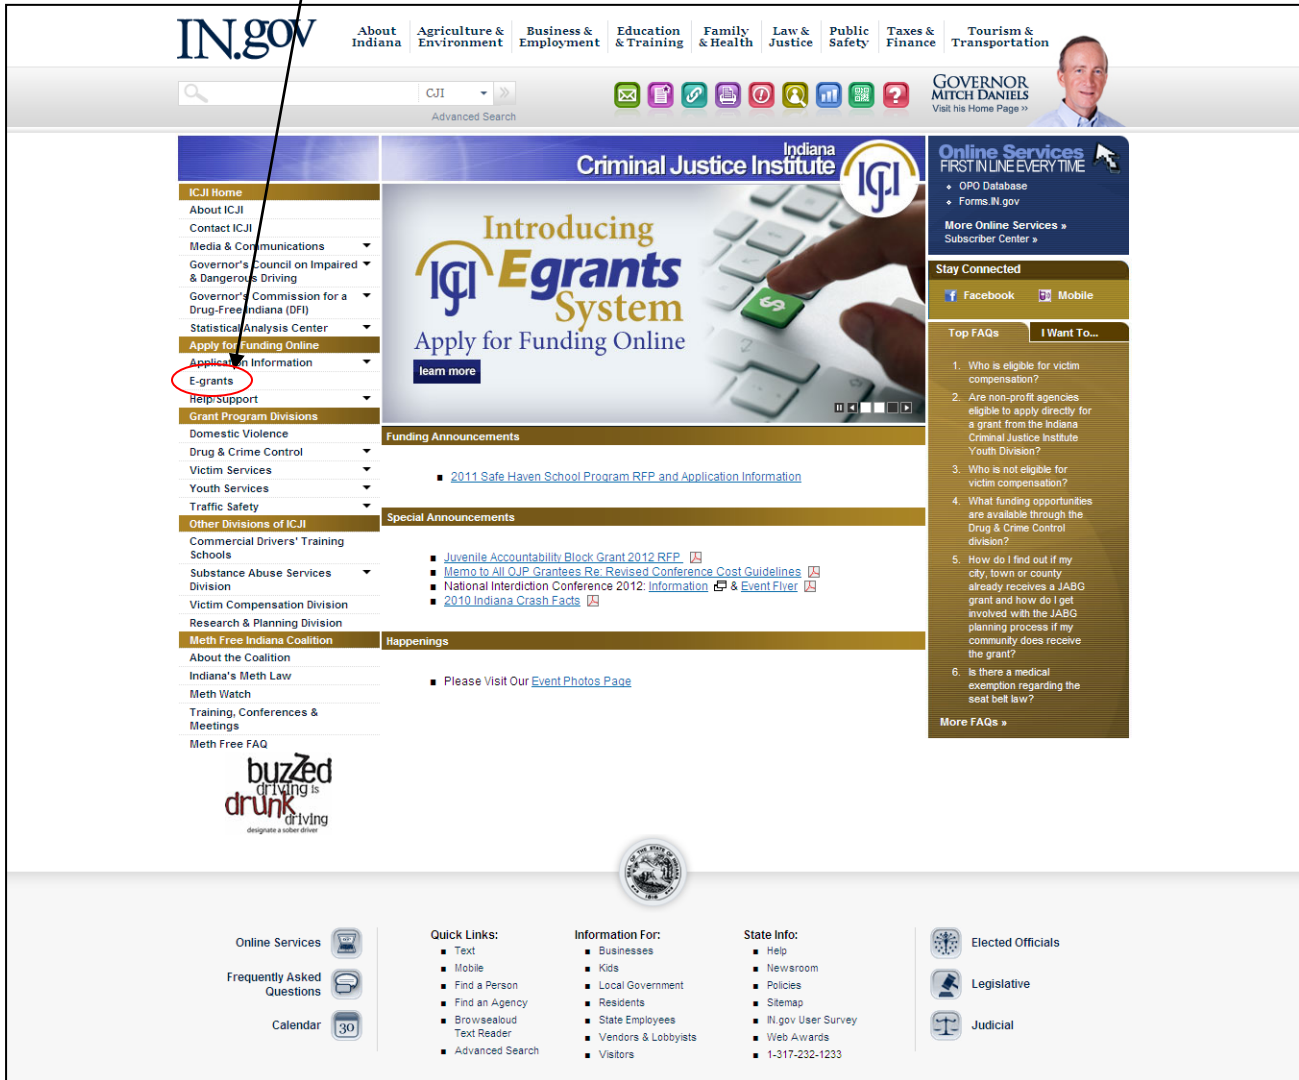 IN.gov
About Indiana
Agriculture & Environment
Business & Employment
Education & Training
Family & Health
Law & Justice
Public Safety
Taxes & Finance
Tourism & Transportation
CJI
Advanced Search
GOVERNOR
MITCH DANIELS
Visit his Home Page »
Indiana
Criminal Justice Institute
ICJI
ICJI Home
About ICJI
Contact ICJI
Media & Communications
Governor's Council on Impaired
& Dangerous Driving
Governor's Commission for a
Drug-Free Indiana (DFI)
Statistical Analysis Center
Apply for Funding Online
Application Information
E-grants
Help/Support
Grant Program Divisions
Domestic Violence
Drug & Crime Control
Victim Services
Youth Services
Traffic Safety
Other Divisions of ICJI
Commercial Drivers' Training
Schools
Substance Abuse Services
Division
Victim Compensation Division
Research & Planning Division
Meth Free Indiana Coalition
About the Coalition
Indiana's Meth Law
Meth Watch
Training, Conferences &
Meetings
Meth Free FAQ
buzzed
driving is
drunk
driving
designate a sober driver
Introducing
ICJI Egrants
System
Apply for Funding Online
learn more
$
Funding Announcements
2011 Safe Haven School Program RFP and Application Information
Special Announcements
Juvenile Accountability Block Grant 2012 RFP
Memo to All OJP Grantees Re: Revised Conference Cost Guidelines
National Interdiction Conference 2012: Information & Event Flyer
2010 Indiana Crash Facts
Happenings
Please Visit Our Event Photos Page
Online Services
FIRST IN LINE EVERY TIME
OPO Database
Forms.IN.gov
More Online Services »
Subscriber Center »
Stay Connected
Facebook
Mobile
Top FAQs
I Want To...
1. Who is eligible for victim
compensation?
2. Are non-profit agencies
eligible to apply directly for
a grant from the Indiana
Criminal Justice Institute
Youth Division?
3. Who is not eligible for
victim compensation?
4. What funding opportunities
are available through the
Drug & Crime Control
division?
5. How do I find out if my
city, town or county
already receives a JABG
grant and how do I get
involved with the JABG
planning process if my
community does receive
the grant?
6. Is there a medical
exemption regarding the
seat belt law?
More FAQs »
Online Services
Frequently Asked
Questions
Calendar
30
Quick Links:
Text
Mobile
Find a Person
Find an Agency
Browsealoud
Text Reader
Advanced Search
Information For:
Businesses
Kids
Local Government
Residents
State Employees
Vendors & Lobbyists
Visitors
State Info:
Help
Newsroom
Policies
Sitemap
IN.gov User Survey
Web Awards
1-317-232-1233
Elected Officials
Legislative
Judicial